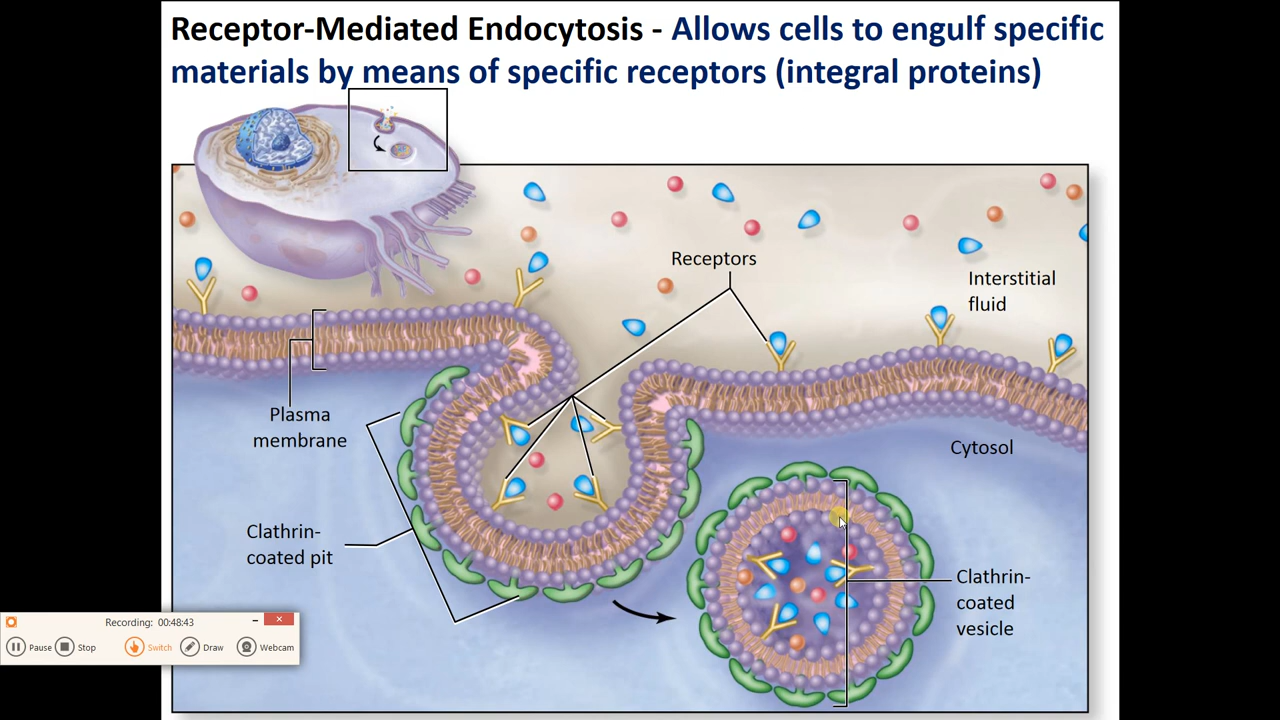 Receptor-Mediated Endocytosis - Allows cells to engulf specific
materials by means of specific receptors (integral proteins)
Receptors
Interstitial
fluid
Plasma
membrane
Cytosol
Clathrin-
coated pit
Clathrin-
coated
vesicle
Recording: 00:48:43
Pause Stop Switch Draw Webcam